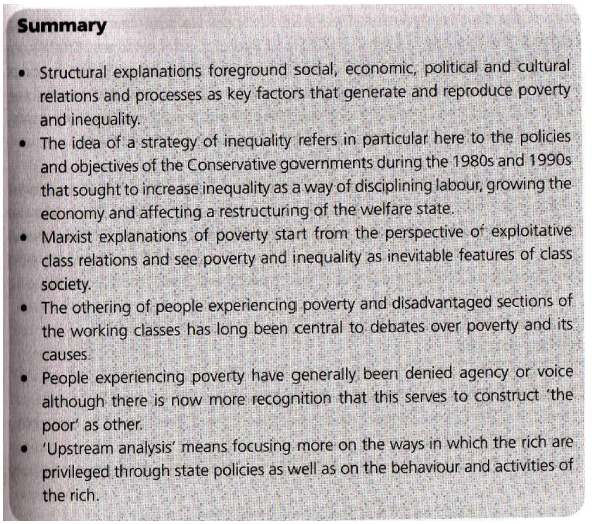 Summary
• Structural explanations foreground social, economic, political and cultural
relations and processes as key factors that generate and reproduce poverty
and inequality.
• The idea of a strategy of inequality refers in particular here to the policies
and objectives of the Conservative governments during the 1980s and 1990s
that sought to increase inequality as a way of disciplining labour, growing the
economy and affecting a restructuring of the welfare state.
• Marxist explanations of poverty start from the perspective of exploitative
class relations and see poverty and inequality as inevitable features of class
society.
• The othering of people experiencing poverty and disadvantaged sections of
the working classes has long been central to debates over poverty and its
causes.
• People experiencing poverty have generally been denied agency or voice
although there is now more recognition that this serves to construct 'the
poor' as other.
• 'Upstream analysis' means focusing more on the ways in which the rich are
privileged through state policies as well as on the behaviour and activities of
the rich.